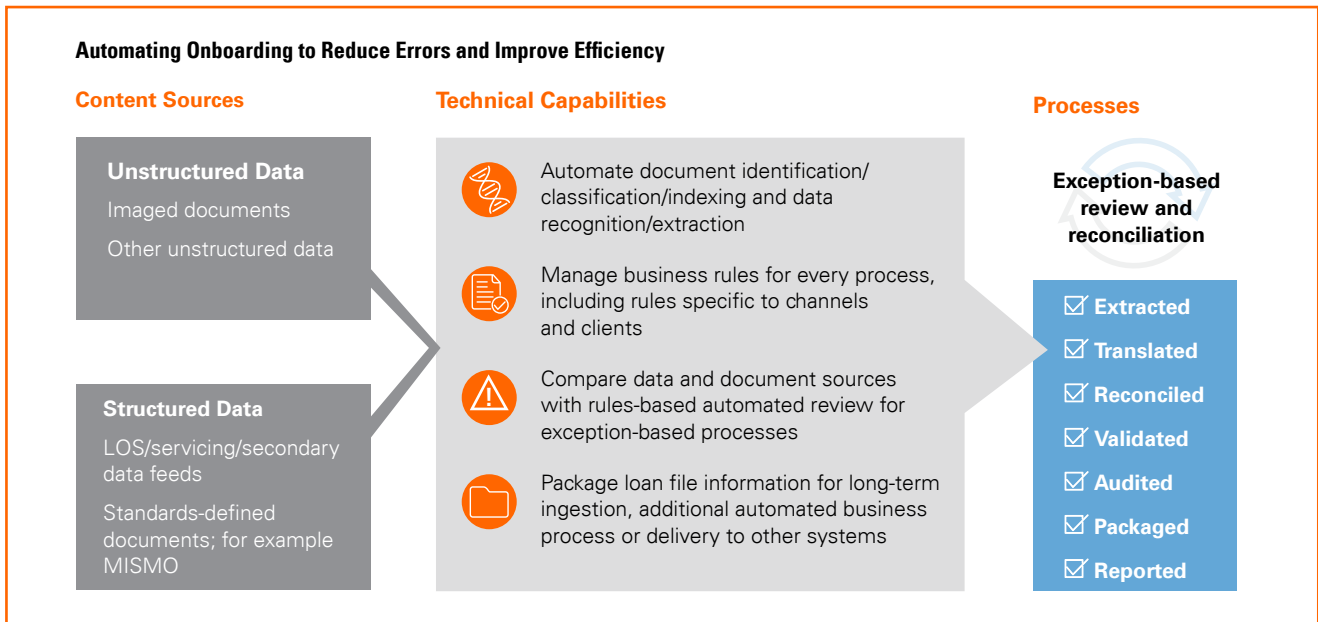 Automating Onboarding to Reduce Errors and Improve Efficiency
Content Sources
Unstructured Data
Imaged documents
Other unstructured data
Structured Data
LOS/servicing/secondary
data feeds
Standards-defined
documents; for example
MISMO
Technical Capabilities
Automate document identification/
classification/indexing and data
recognition/extraction
Manage business rules for every process,
including rules specific to channels
and clients
Compare data and document sources
with rules-based automated review for
exception-based processes
Package loan file information for long-term
ingestion, additional automated business
process or delivery to other systems
Processes
Exception-based
review and
reconciliation
Extracted
Translated
Reconciled
Validated
Audited
Packaged
Reported